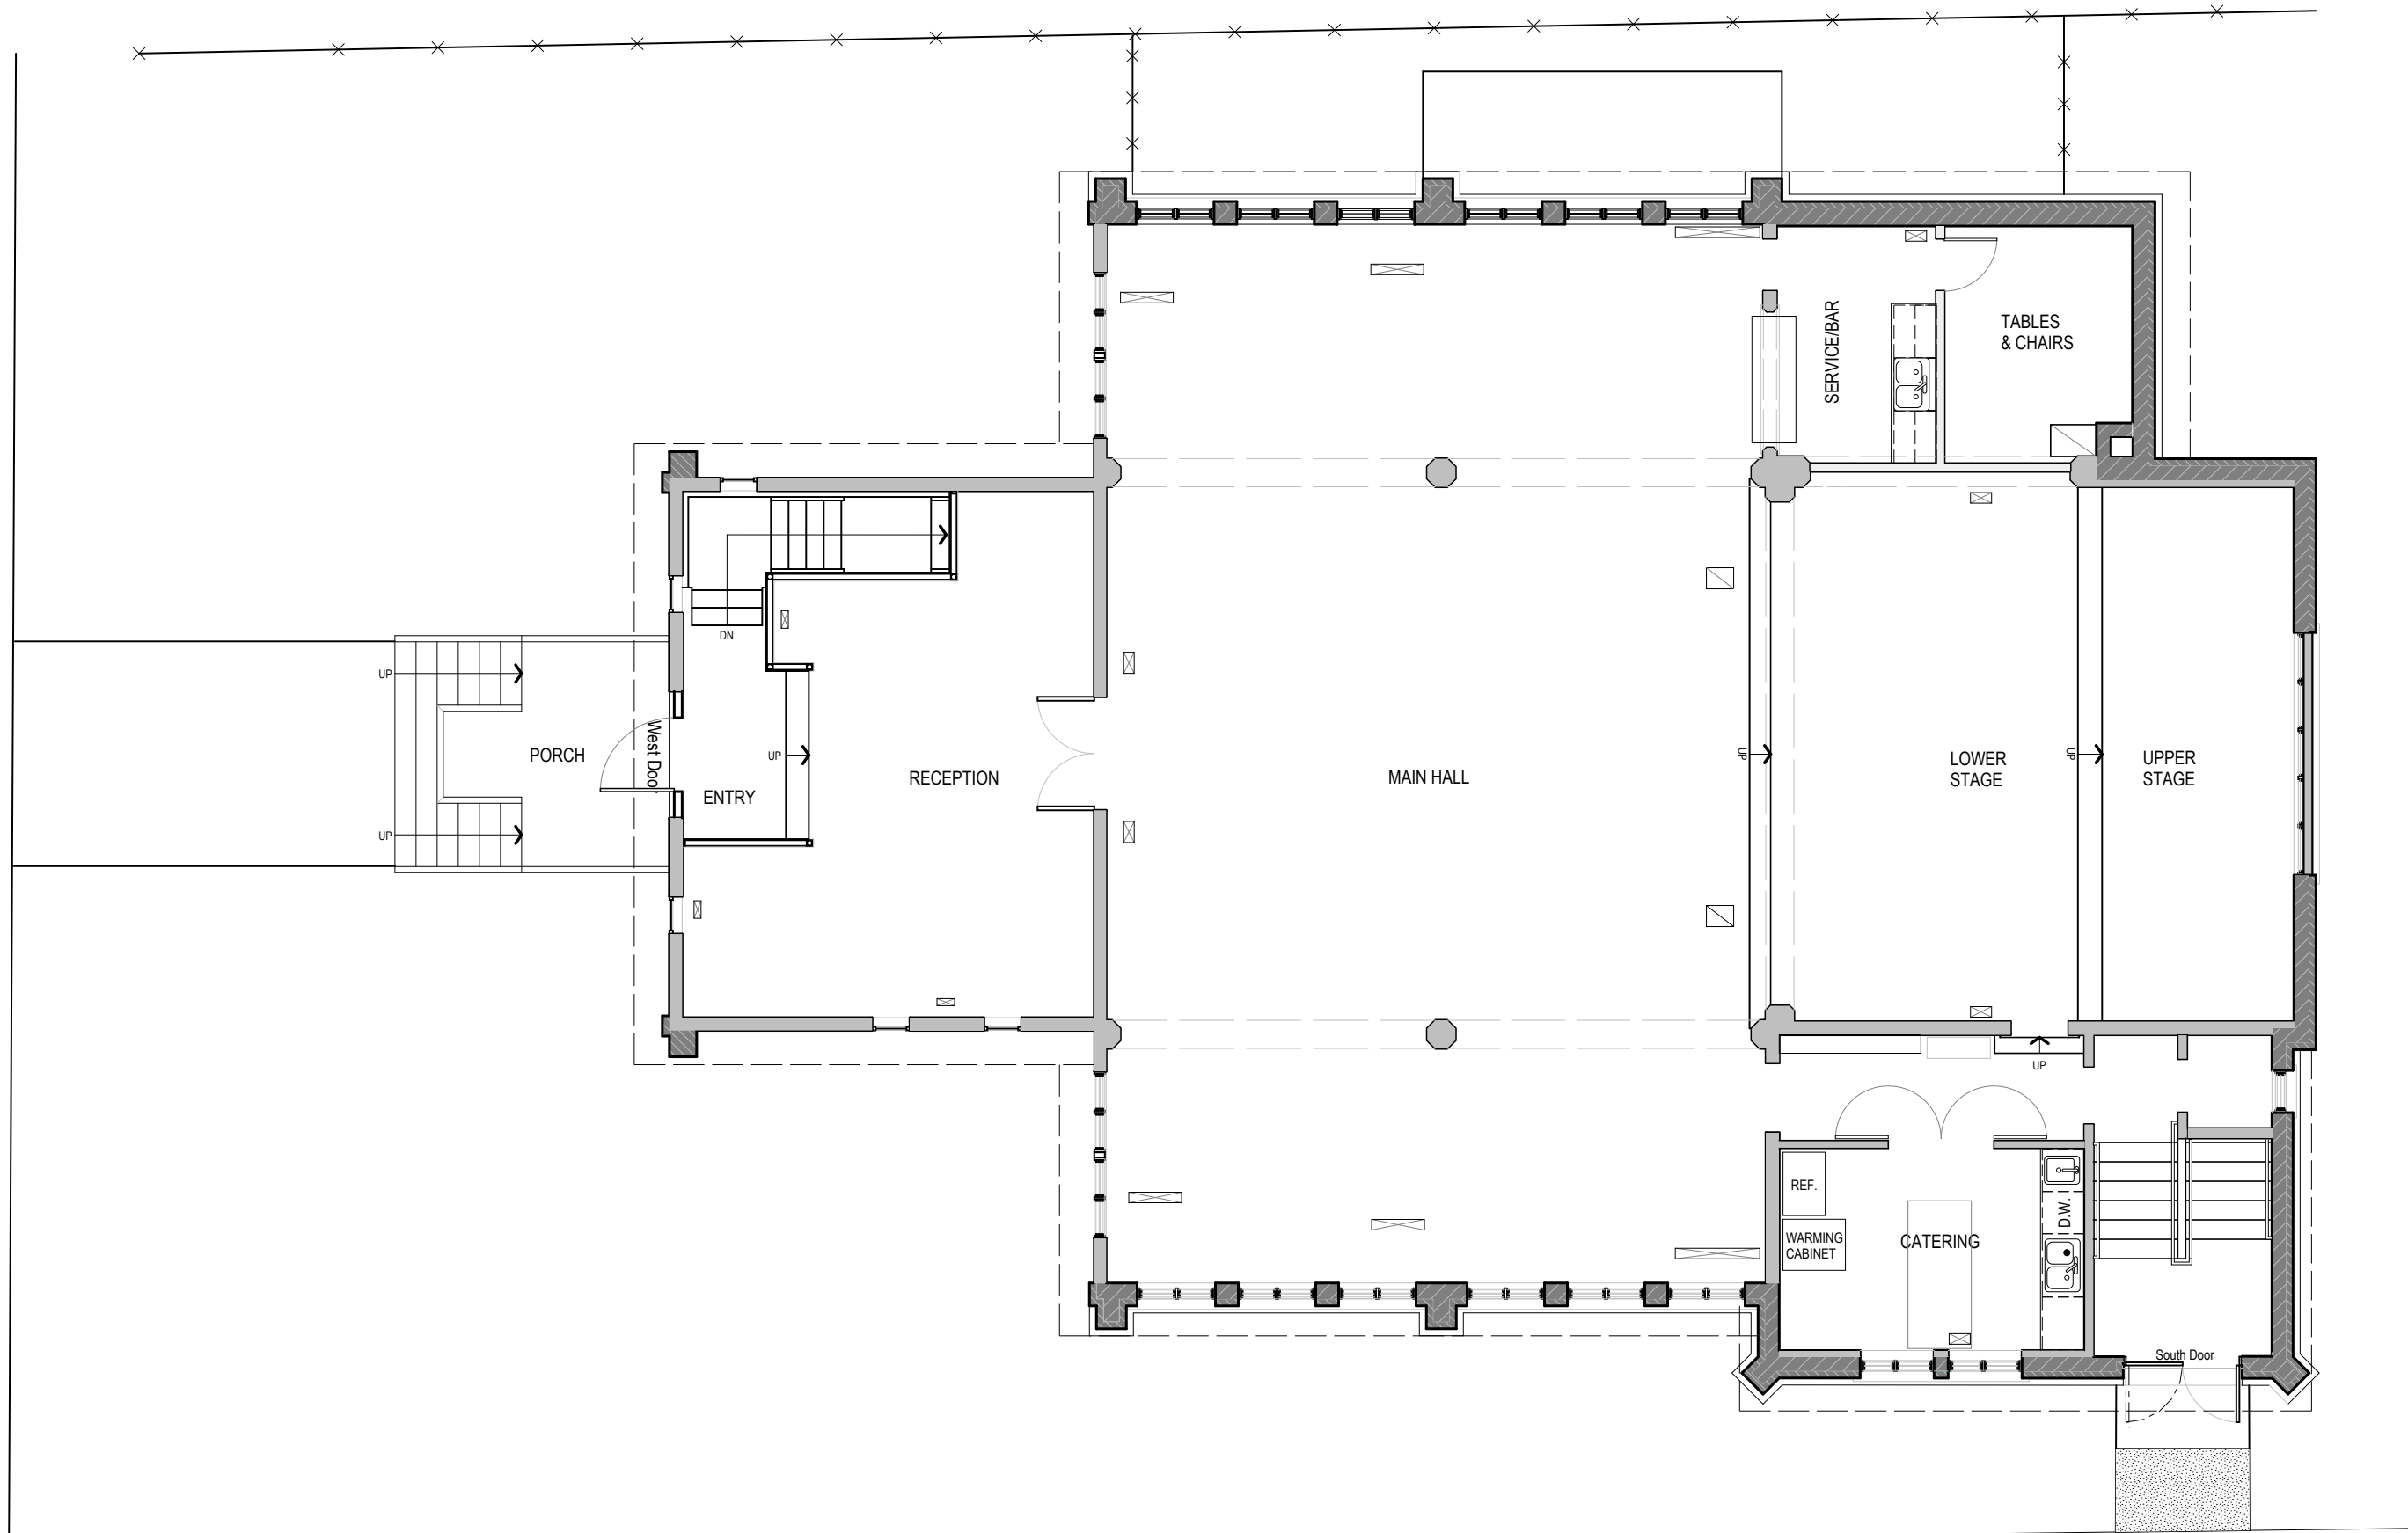 SERVICE/BAR
TABLES
& CHAIRS
DN
UP
UP
West Doo
PORCH
ENTRY
UP
RECEPTION
MAIN HALL
UP
LOWER
STAGE
UP
UPPER
STAGE
UP
REF.
WARMING
CABINET
CATERING
D.W.
South Door